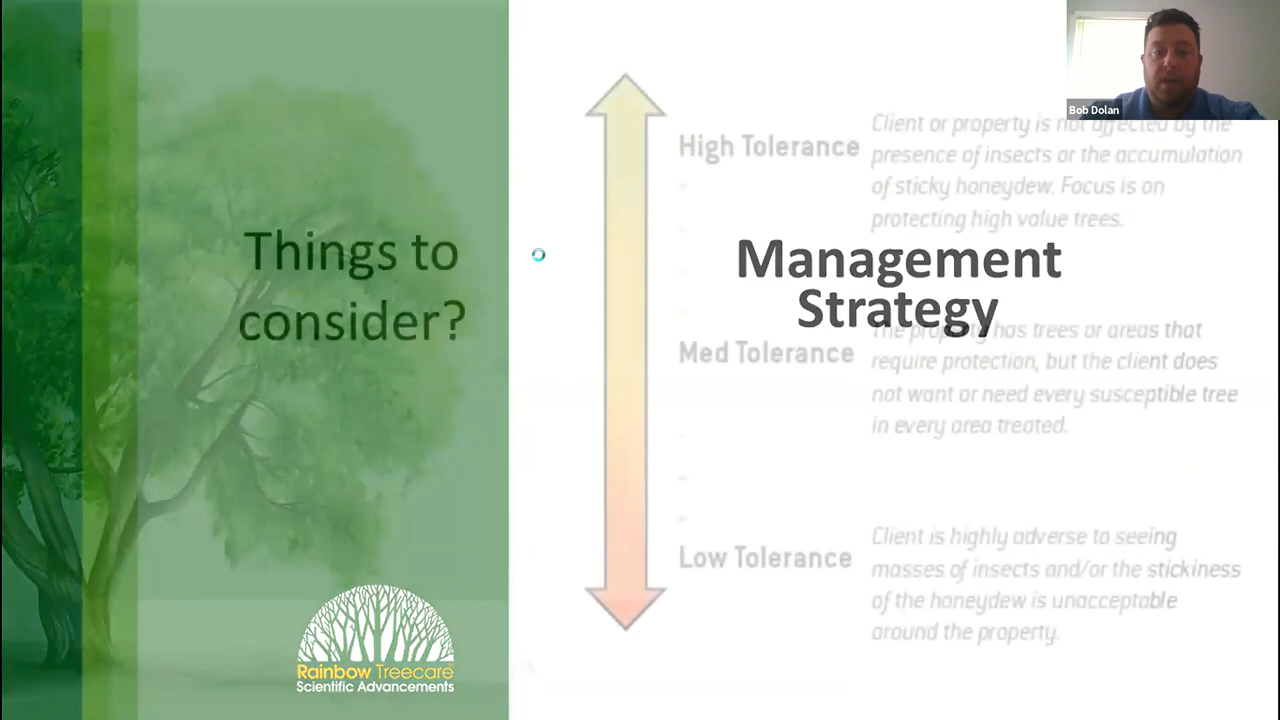 Things to
consider?
Rainbow Treecare
Scientific Advancements
Bob Dolan
High Tolerance
Client or property is not affected by the
presence of insects or the accumulation
of sticky honeydew. Focus is on
protecting high value trees.
Management
Strategy
Med Tolerance
The property has trees or areas that
require protection, but the client does
not want or need every susceptible tree
in every area treated.
Low Tolerance
Client is highly adverse to seeing
masses of insects and/or the stickiness
of the honeydew is unacceptable
around the property.